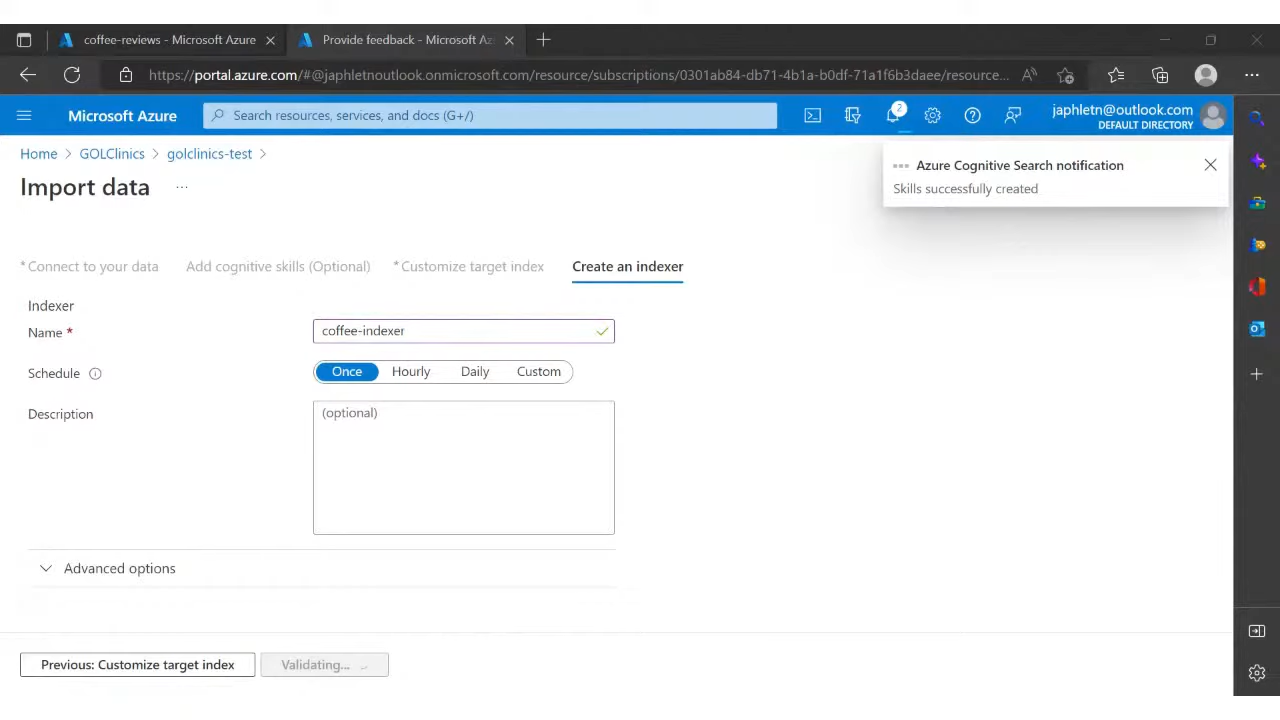 coffee-reviews - Microsoft Azure
Provide feedback - Microsoft Az
https://portal.azure.com/#@japhletnoutlook.onmicrosoft.com/resource/subscriptions/0301ab84-db71-4b1a-b0df-71a1f6b3daee/resource...
Microsoft Azure
Search resources, services, and docs (G+/)
2
japhletn@outlook.com
DEFAULT DIRECTORY
Home > GOLClinics > golclinics-test >
Import data ...
Azure Cognitive Search notification
Skills successfully created
* Connect to your data
Add cognitive skills (Optional)
* Customize target index
Create an indexer
Indexer
Name *
coffee-indexer
Schedule
Once
Hourly
Daily
Custom
Description
(optional)
Advanced options
Previous: Customize target index
Validating...